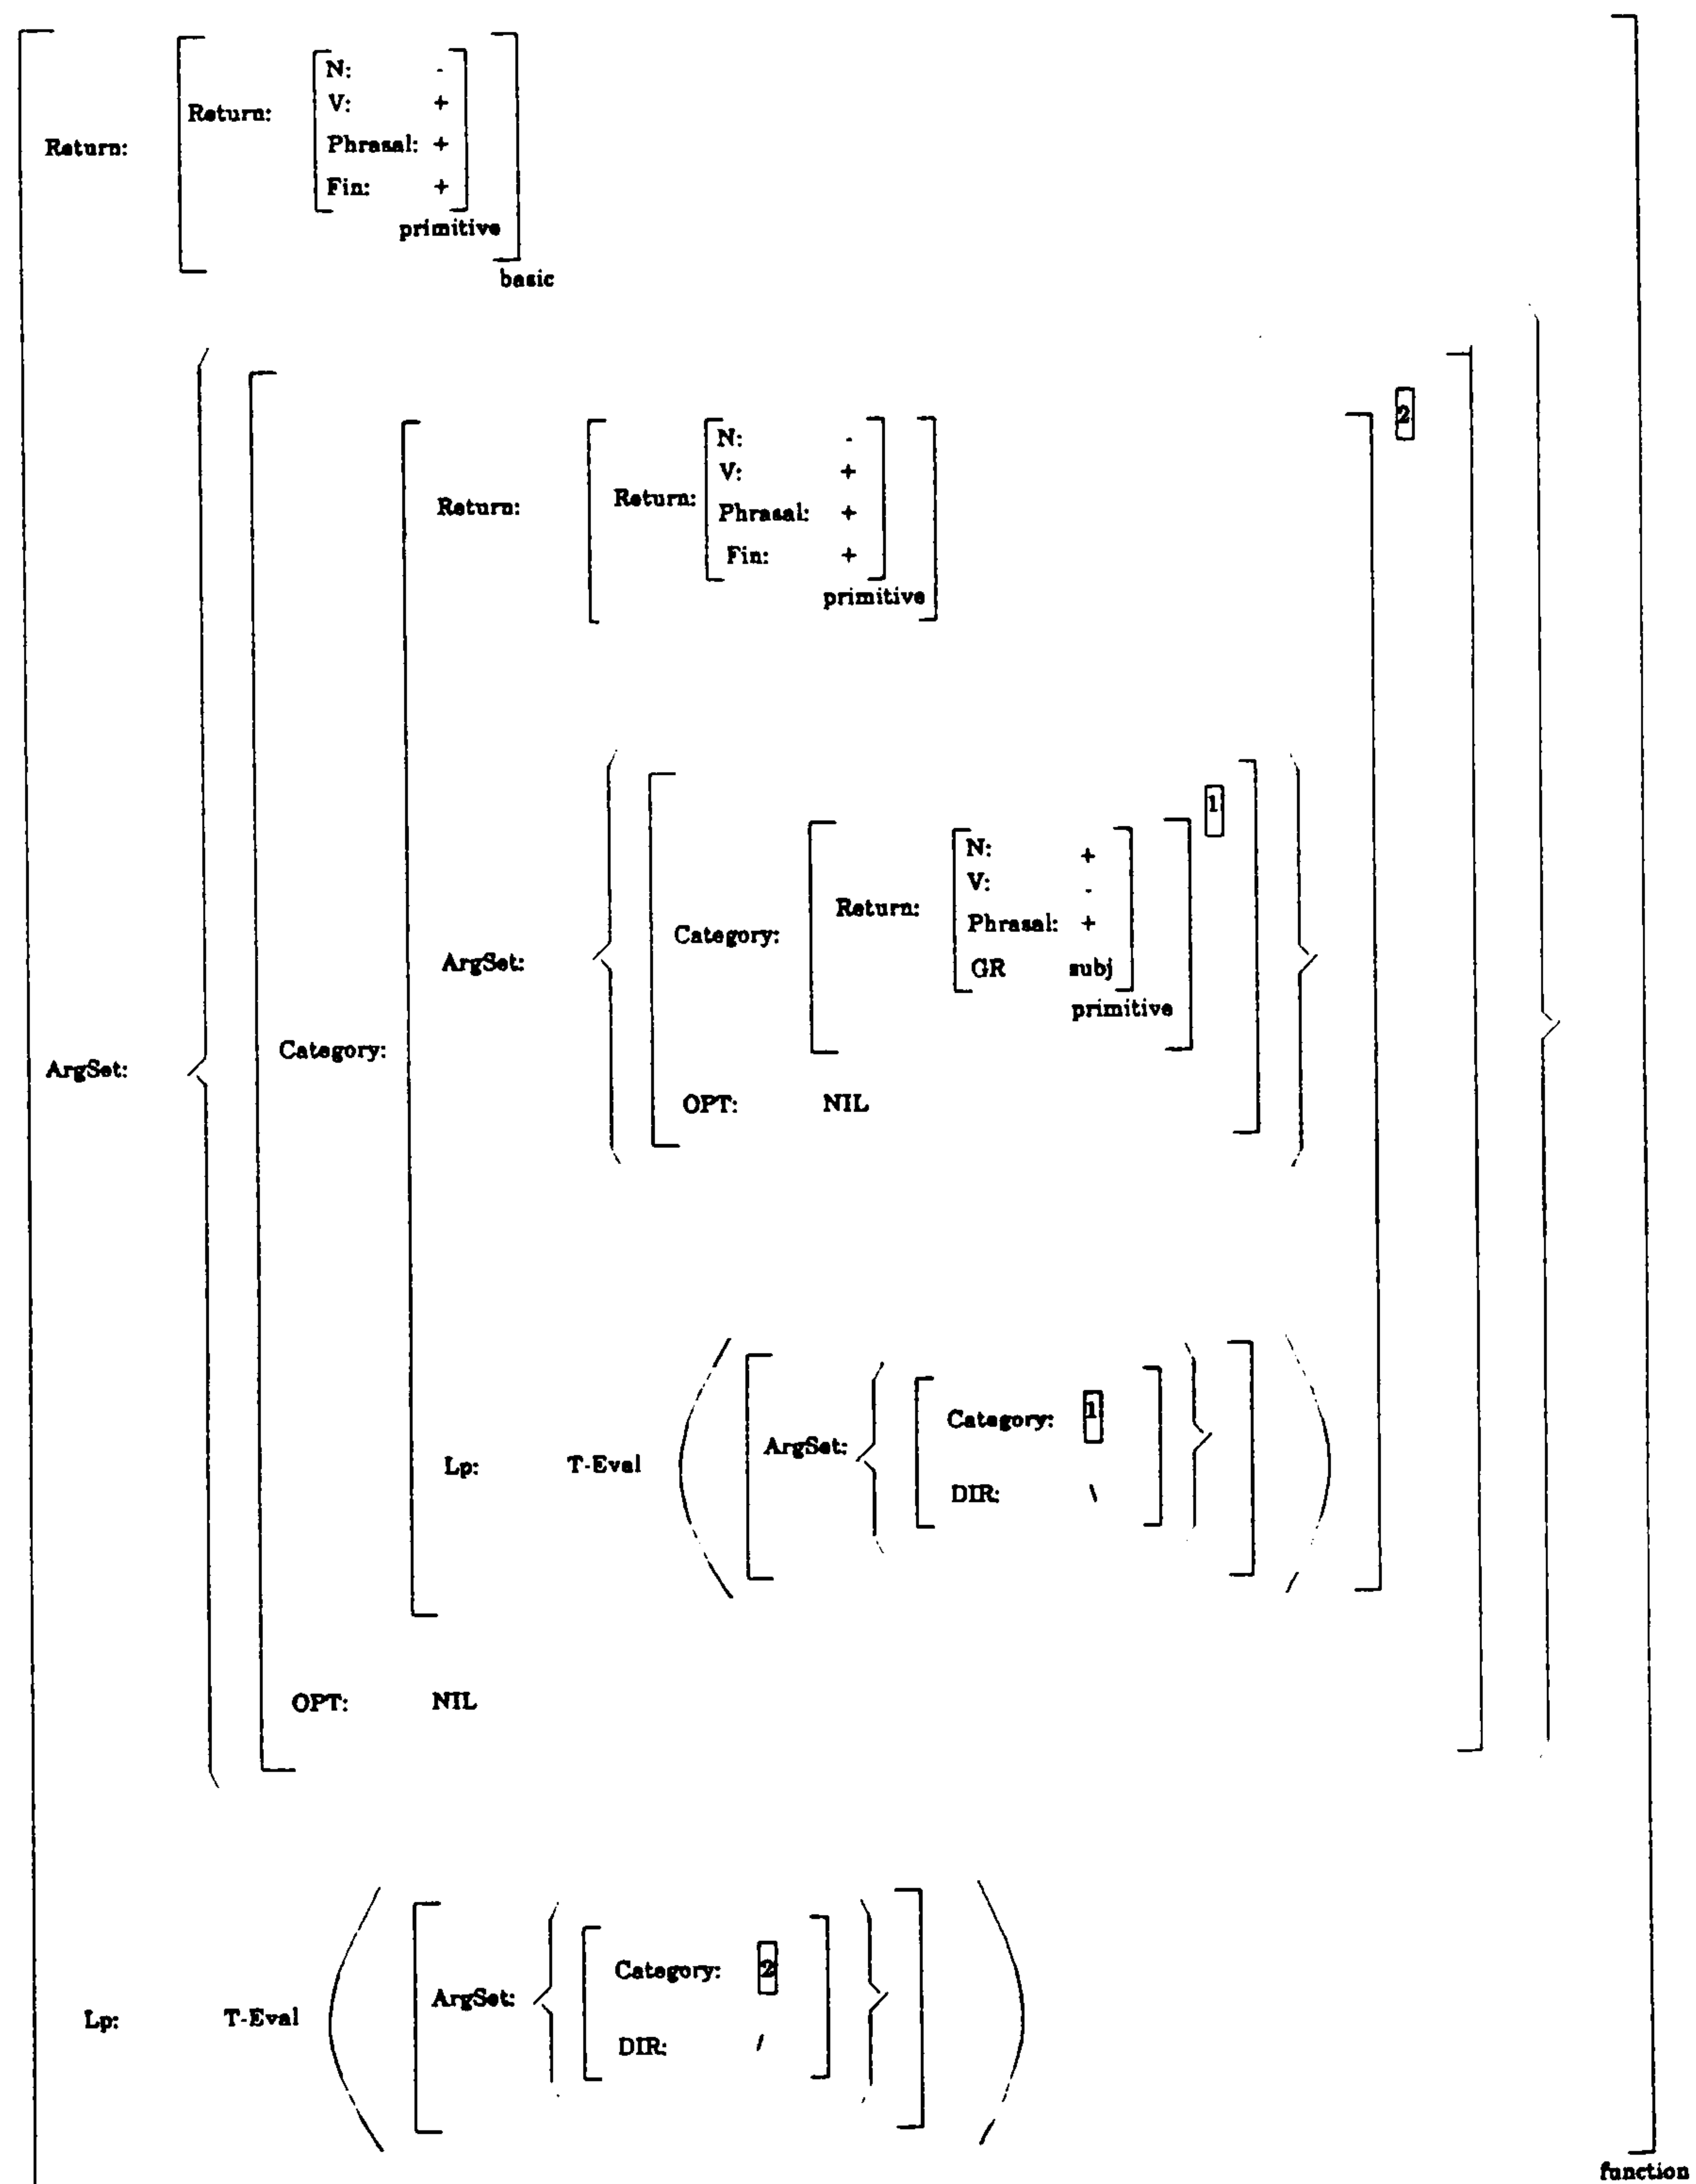 N: -
Return: V: +
Return: Phrasal: +
Fin: +
primitive
basic
2
N: -
V: +
Return: Return: Phrasal: +
Fin: +
primitive
1
N: +
V: -
Return: Phrasal: +
Category:
ArgSet: GR subj
primitive
Category:
ArgSet:
OPT: NIL
Category: 1
ArgSet:
Lp: T-Eval
DIR: \
OPT: NIL
Category: 2
ArgSet:
Lp: T-Eval
DIR: /
function